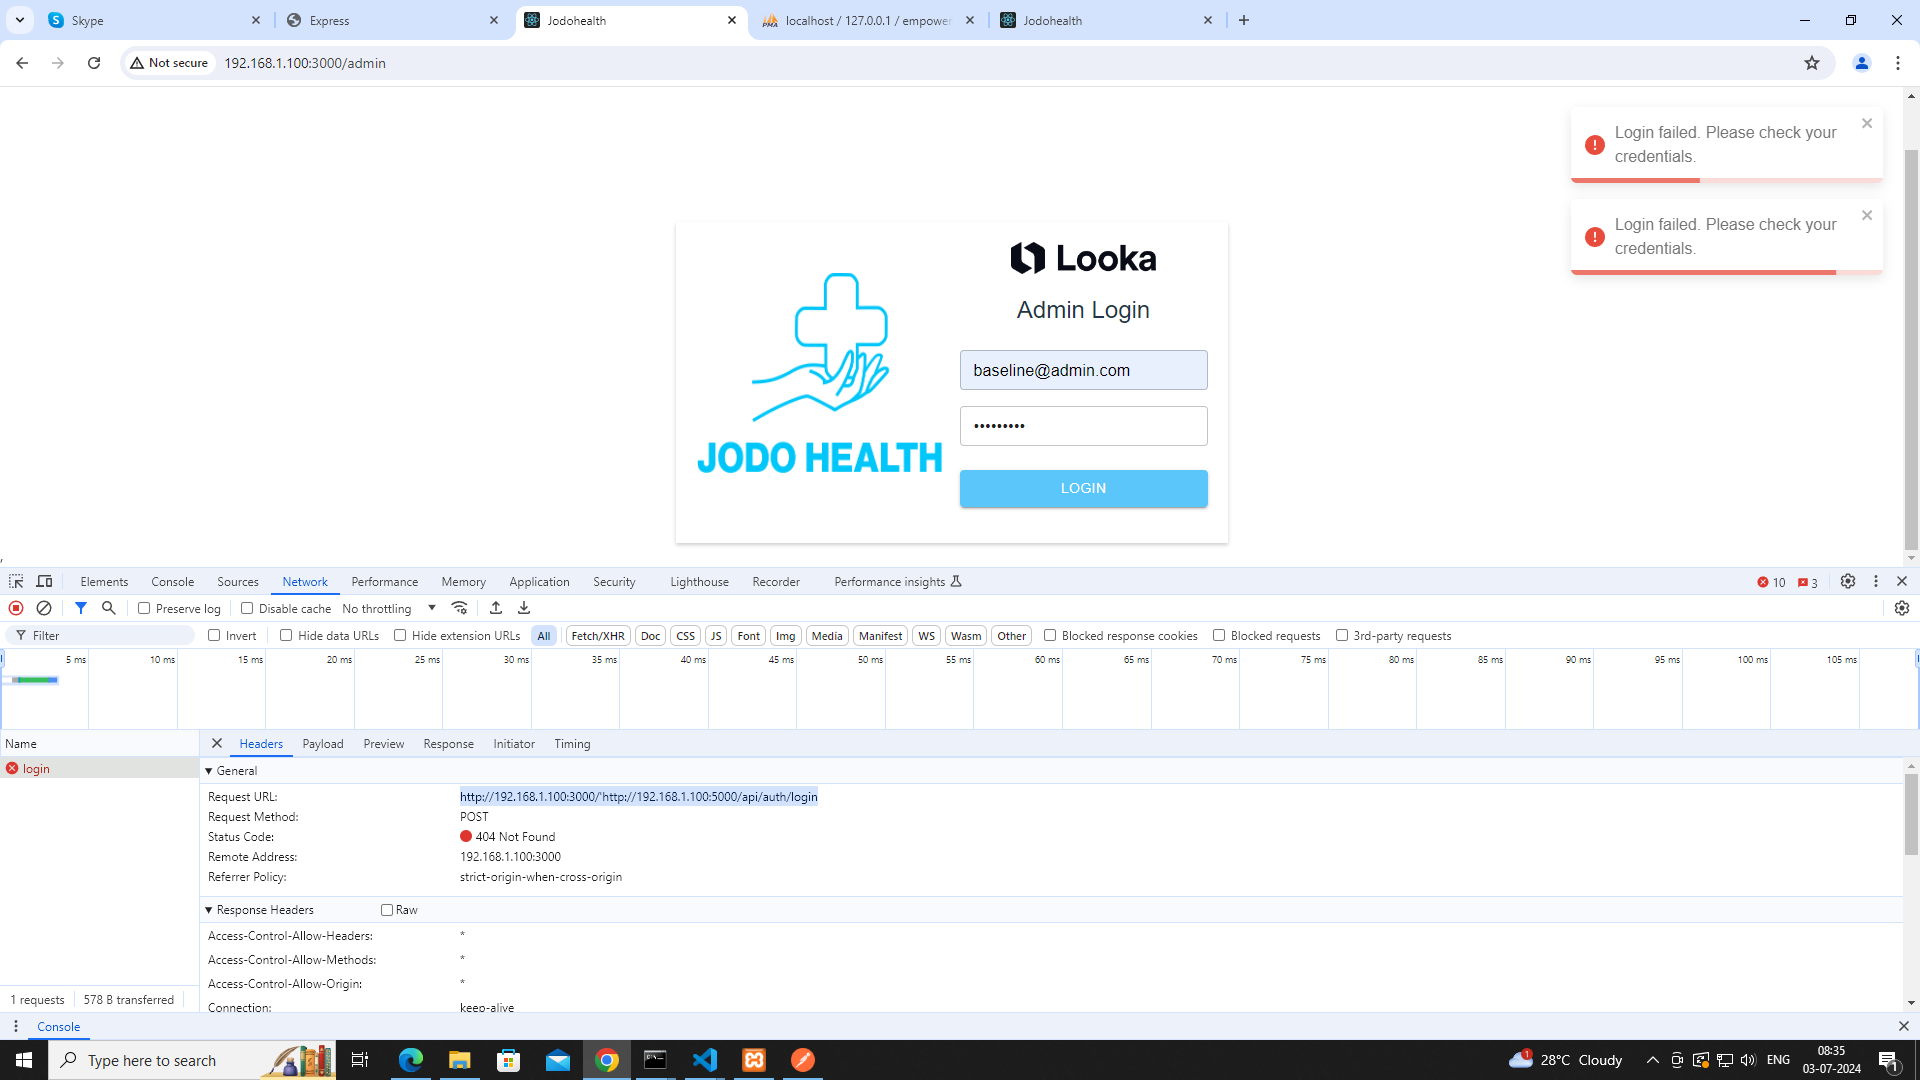 Skype
Express
Jodohealth
localhost / 127.0.0.1 / empower
Jodohealth
Not secure
192.168.1.100:3000/admin
Login failed. Please check your
credentials.
Login failed. Please check your
credentials.
Looka
Admin Login
baseline@admin.com
•••••••••
LOGIN
JODO HEALTH
,
Elements Console Sources Network Performance Memory Application Security Lighthouse Recorder Performance insights
10 3
Preserve log Disable cache No throttling
Filter Invert Hide data URLs Hide extension URLs All Fetch/XHR Doc CSS JS Font Img Media Manifest WS Wasm Other Blocked response cookies Blocked requests 3rd-party requests
5 ms 10 ms 15 ms 20 ms 25 ms 30 ms 35 ms 40 ms 45 ms 50 ms 55 ms 60 ms 65 ms 70 ms 75 ms 80 ms 85 ms 90 ms 95 ms 100 ms 105 ms
Name
Headers Payload Preview Response Initiator Timing
login
General
Request URL: http://192.168.1.100:3000/'http://192.168.1.100:5000/api/auth/login
Request Method: POST
Status Code: 404 Not Found
Remote Address: 192.168.1.100:3000
Referrer Policy: strict-origin-when-cross-origin
Response Headers Raw
Access-Control-Allow-Headers: *
Access-Control-Allow-Methods: *
Access-Control-Allow-Origin: *
Connection: keep-alive
1 requests 578 B transferred
Console
Type here to search
1
28°C Cloudy
ENG
08:35
03-07-2024
1